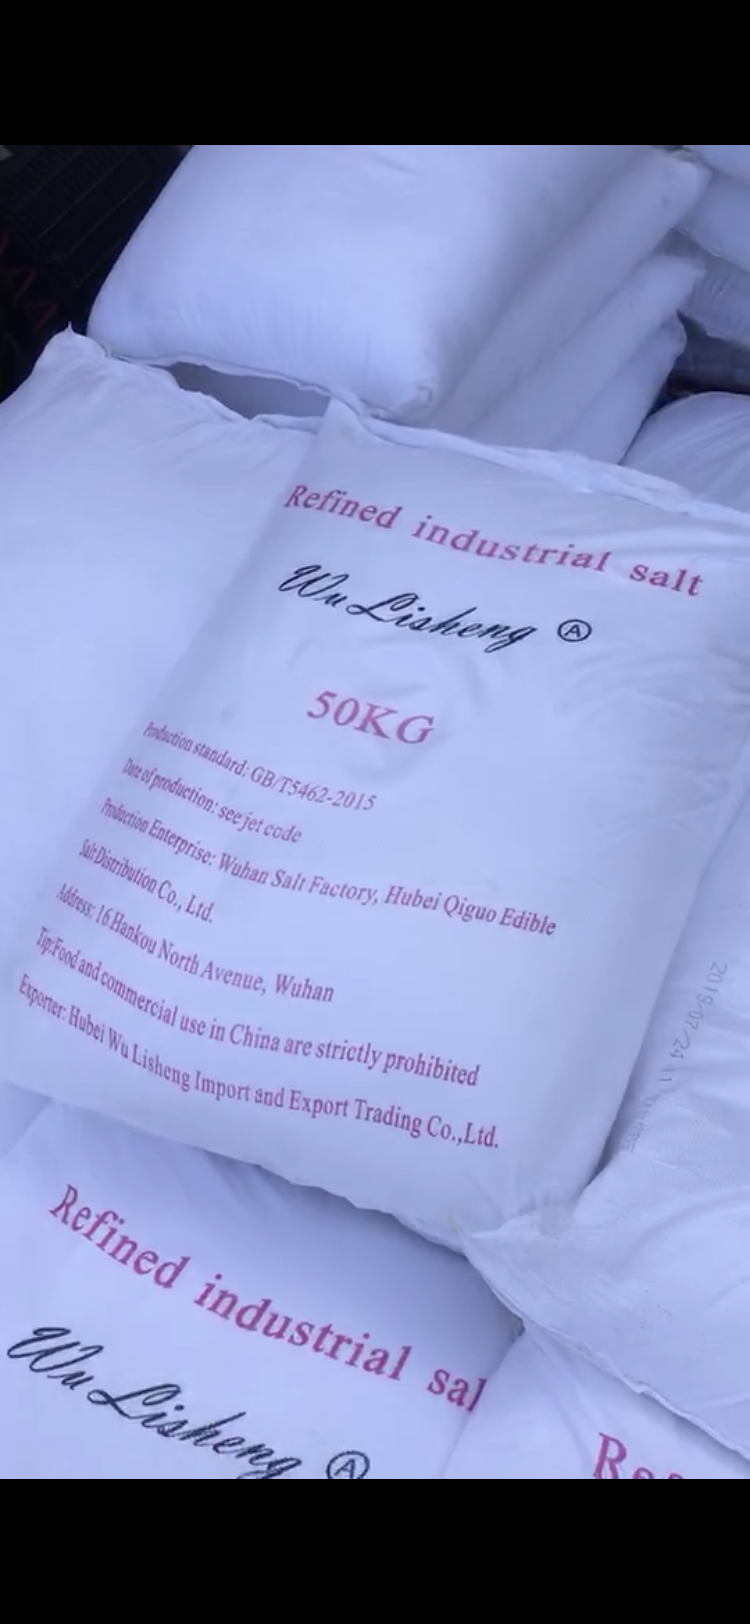 Refined industrial salt
Wu Lisheng Ⓐ
50KG
Production standard: GB/T5462-2015
Date of production: see jet code
Production Enterprise: Wuhan Salt Factory, Hubei Qiguo Edible
Salt Distribution Co., Ltd.
Address: 16 Hankou North Avenue, Wuhan
Tip:Food and commercial use in China are strictly prohibited
Exporter: Hubei Wu Lisheng Import and Export Trading Co.,Ltd.
2019-07-24 11
Refined industrial sal
Wu Lisheng Ⓐ